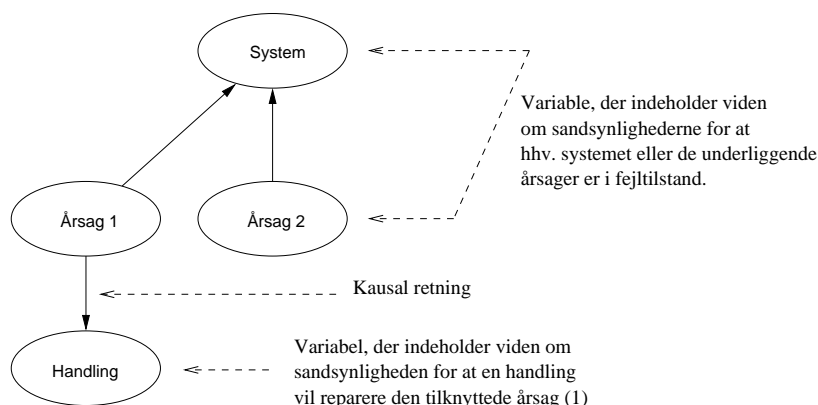 System
Variable, der indeholder viden
om sandsynlighederne for at
hhv. systemet eller de underliggende
årsager er i fejltilstand.
Årsag 1
Årsag 2
Kausal retning
Handling
Variabel, der indeholder viden om
sandsynligheden for at en handling
vil reparere den tilknyttede årsag (1)